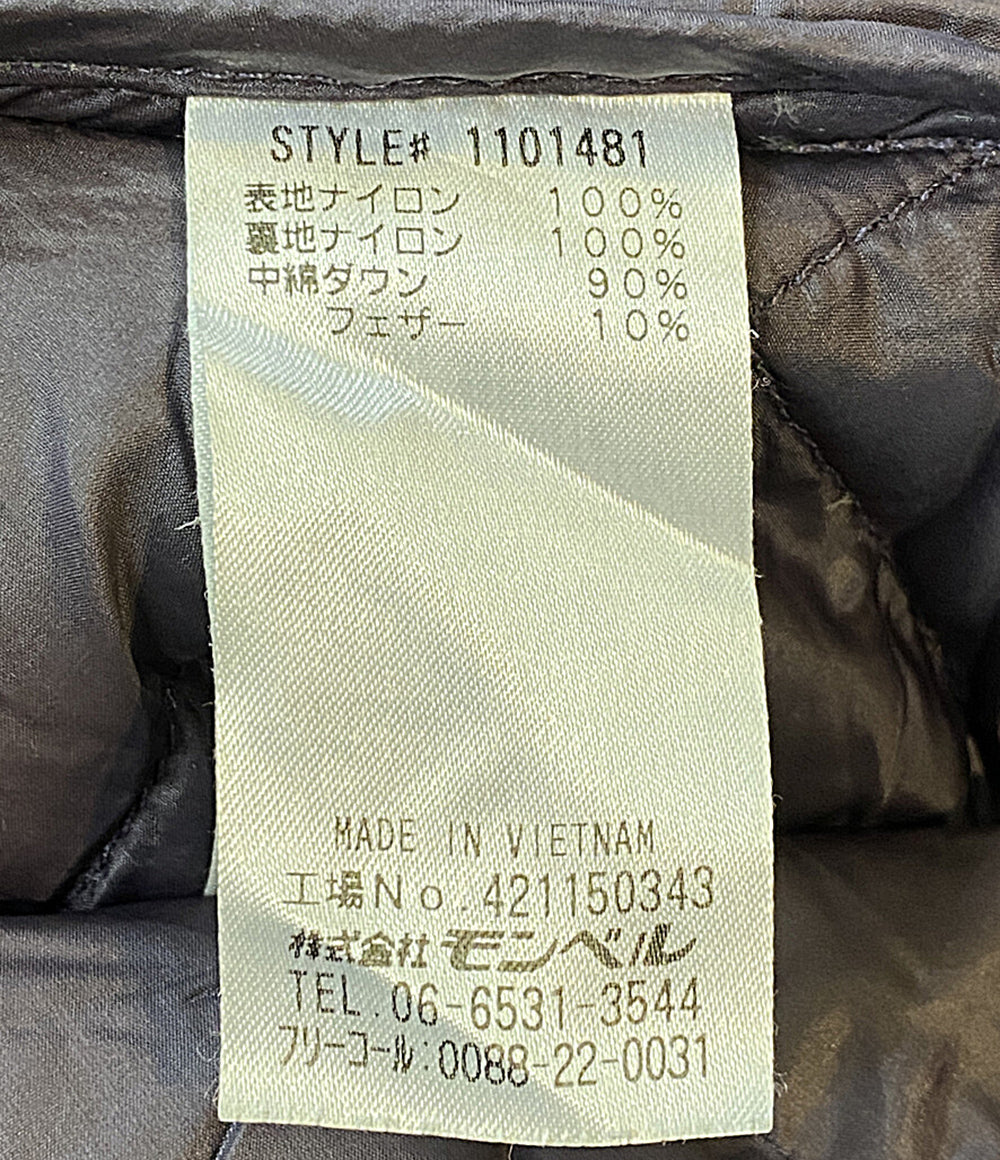 STYLE# 1101481
表地ナイロン 100%
裏地ナイロン 100%
中綿ダウン 90%
フェザー 10%
MADE IN VIETNAM
工場No.421150343
株式会社モンベル
TEL.06-6531-3544
フリーコール:0088-22-0031